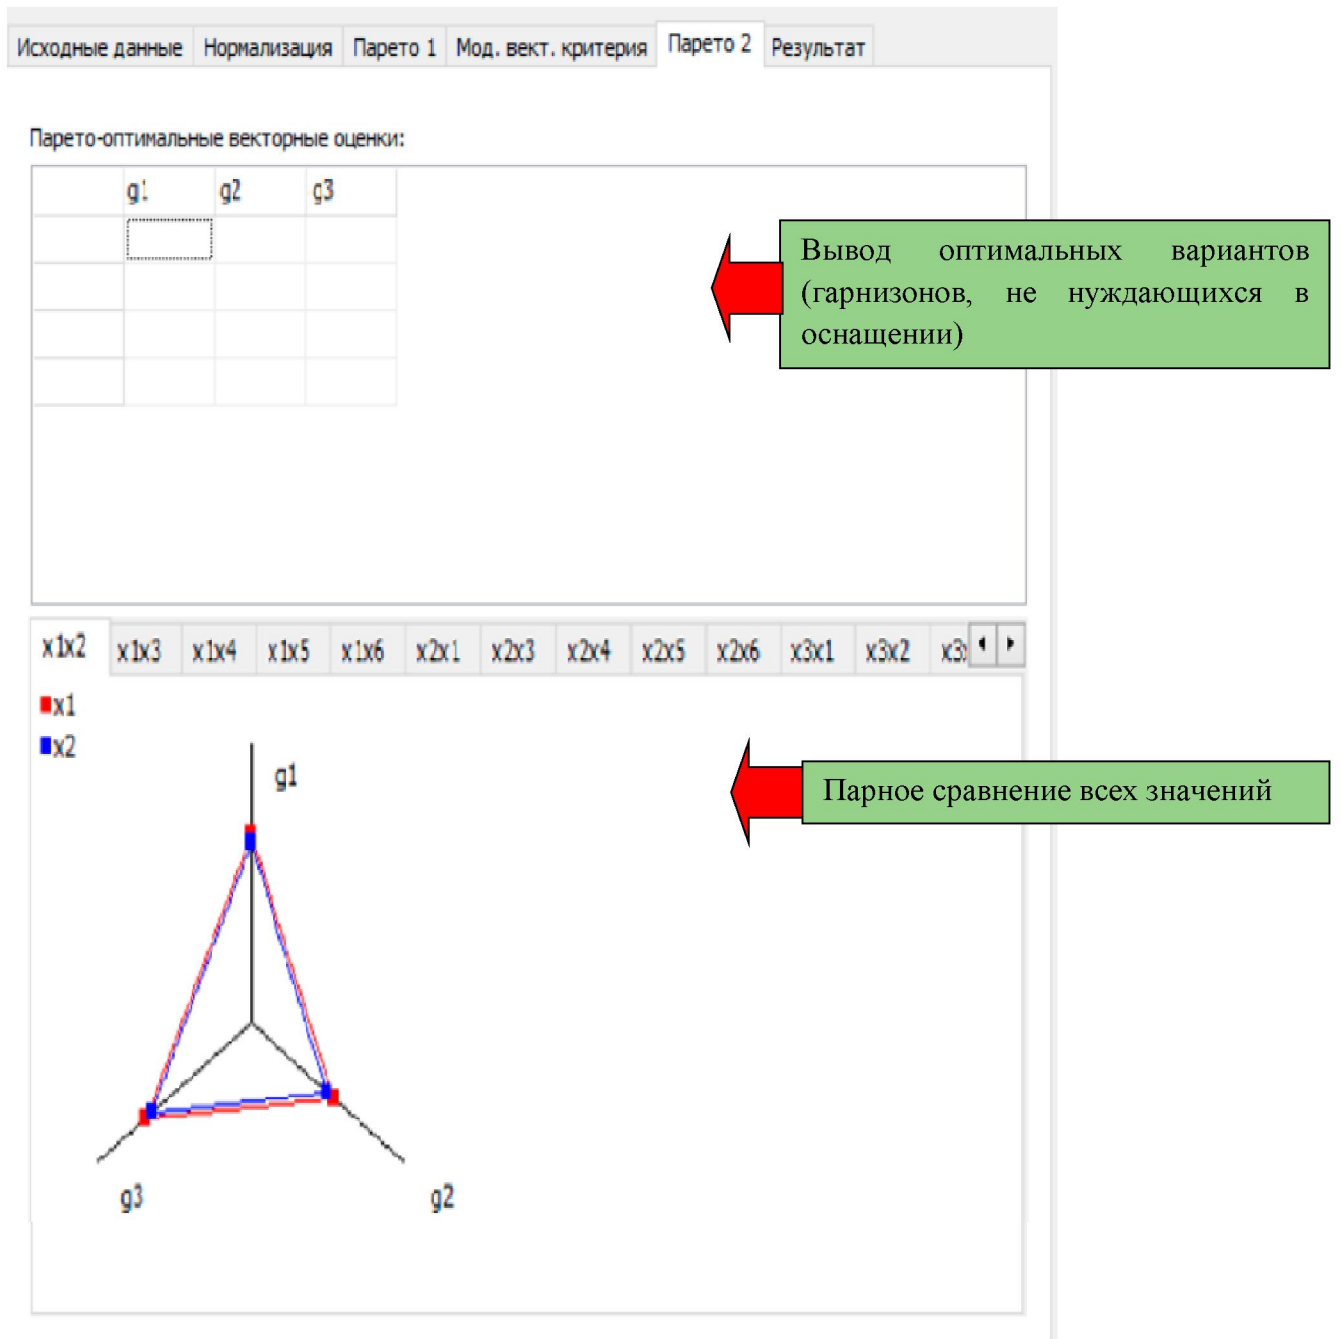 Исходные данные Нормализация Парето 1 Мод. вект. критерия Парето 2 Результат
Парето-оптимальные векторные оценки:
g1 g2 g3
Вывод оптимальных вариантов
(гарнизонов, не нуждающихся в
оснащении)
x1x2 x1x3 x1x4 x1x5 x1x6 x2x1 x2x3 x2x4 x2x5 x2x6 x3x1 x3x2
x1
x2
g1
Парное сравнение всех значений
g3 g2